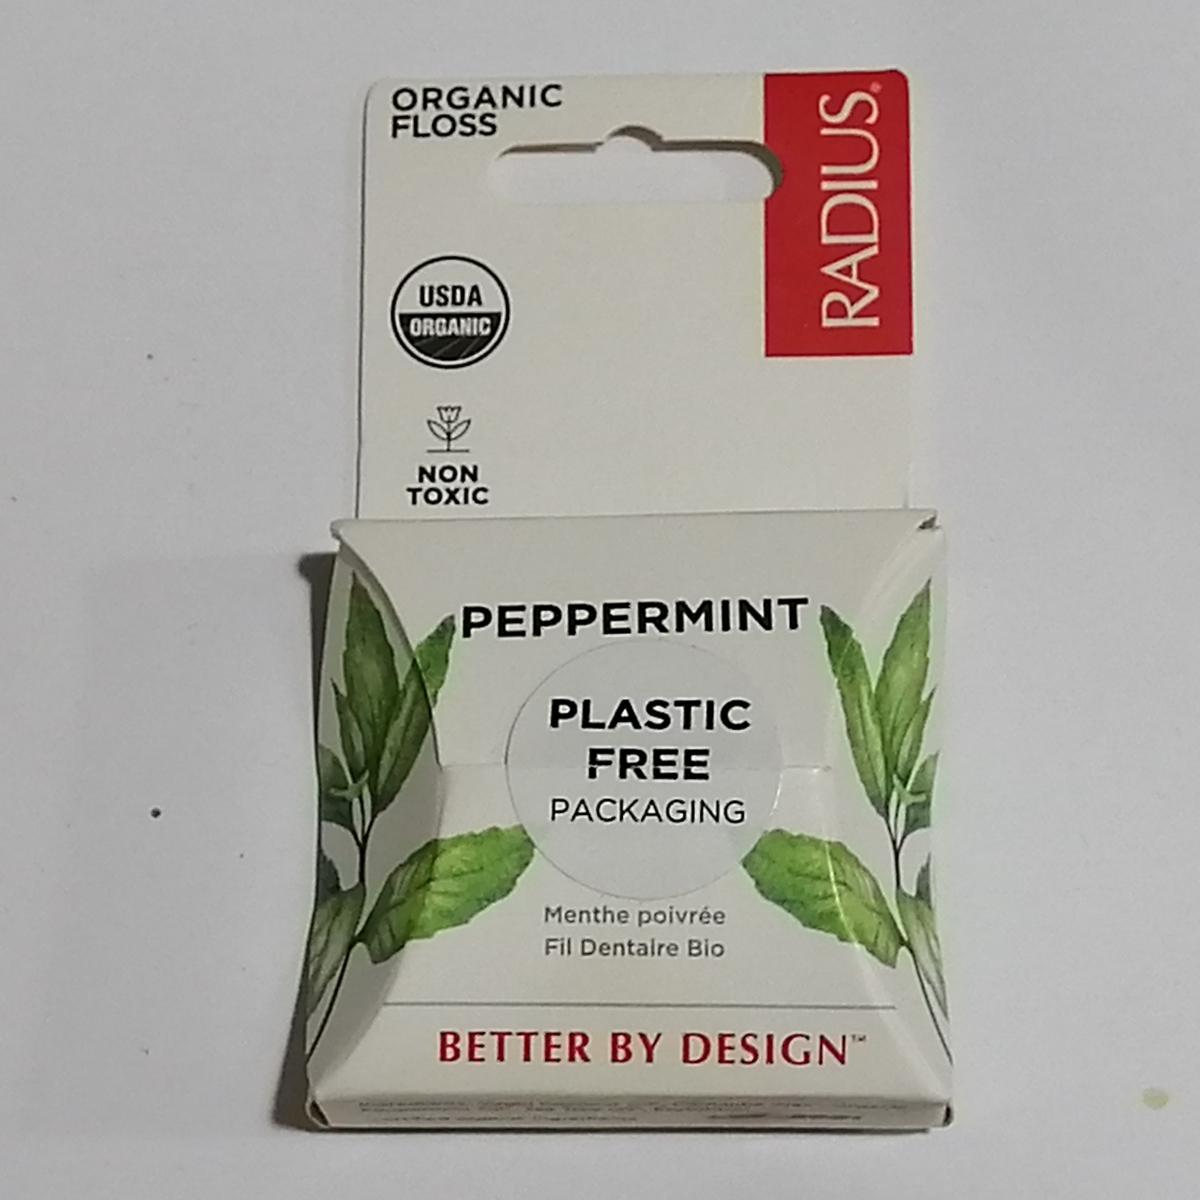 ORGANIC
FLOSS
RADIUS®
USDA
ORGANIC
NON
TOXIC
PEPPERMINT
PLASTIC
FREE
PACKAGING
Menthe poivrée
Fil Dentaire Bio
BETTER BY DESIGN™